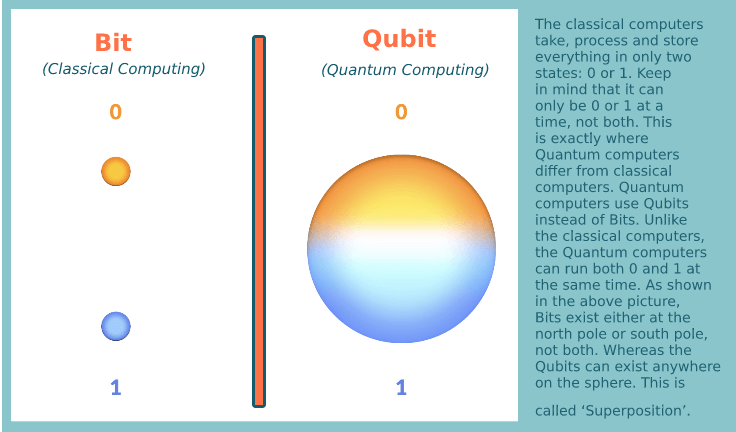 Bit
(Classical Computing)
0
1
Qubit
(Quantum Computing)
0
1
The classical computers
take, process and store
everything in only two
states: 0 or 1. Keep
in mind that it can
only be 0 or 1 at a
time, not both. This
is exactly where
Quantum computers
differ from classical
computers. Quantum
computers use Qubits
instead of Bits. Unlike
the classical computers,
the Quantum computers
can run both 0 and 1 at
the same time. As shown
in the above picture,
Bits exist either at the
north pole or south pole,
not both. Whereas the
Qubits can exist anywhere
on the sphere. This is
called ‘Superposition’.